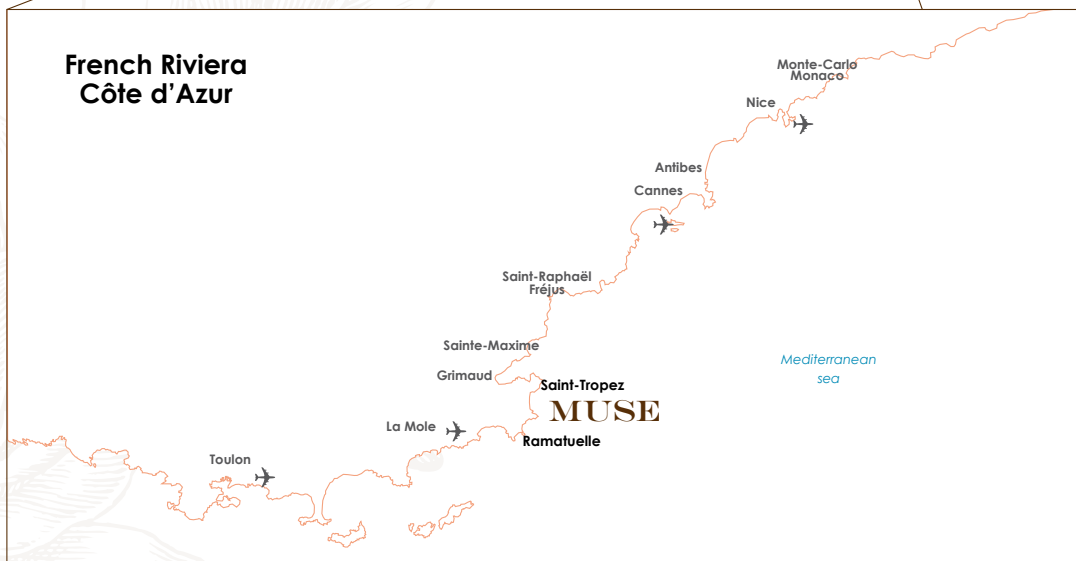 French Riviera
Côte d’Azur
Monte-Carlo
Monaco
Nice
Antibes
Cannes
Saint-Raphaël
Fréjus
Sainte-Maxime
Mediterranean
sea
Grimaud
Saint-Tropez
MUSE
La Mole
Ramatuelle
Toulon